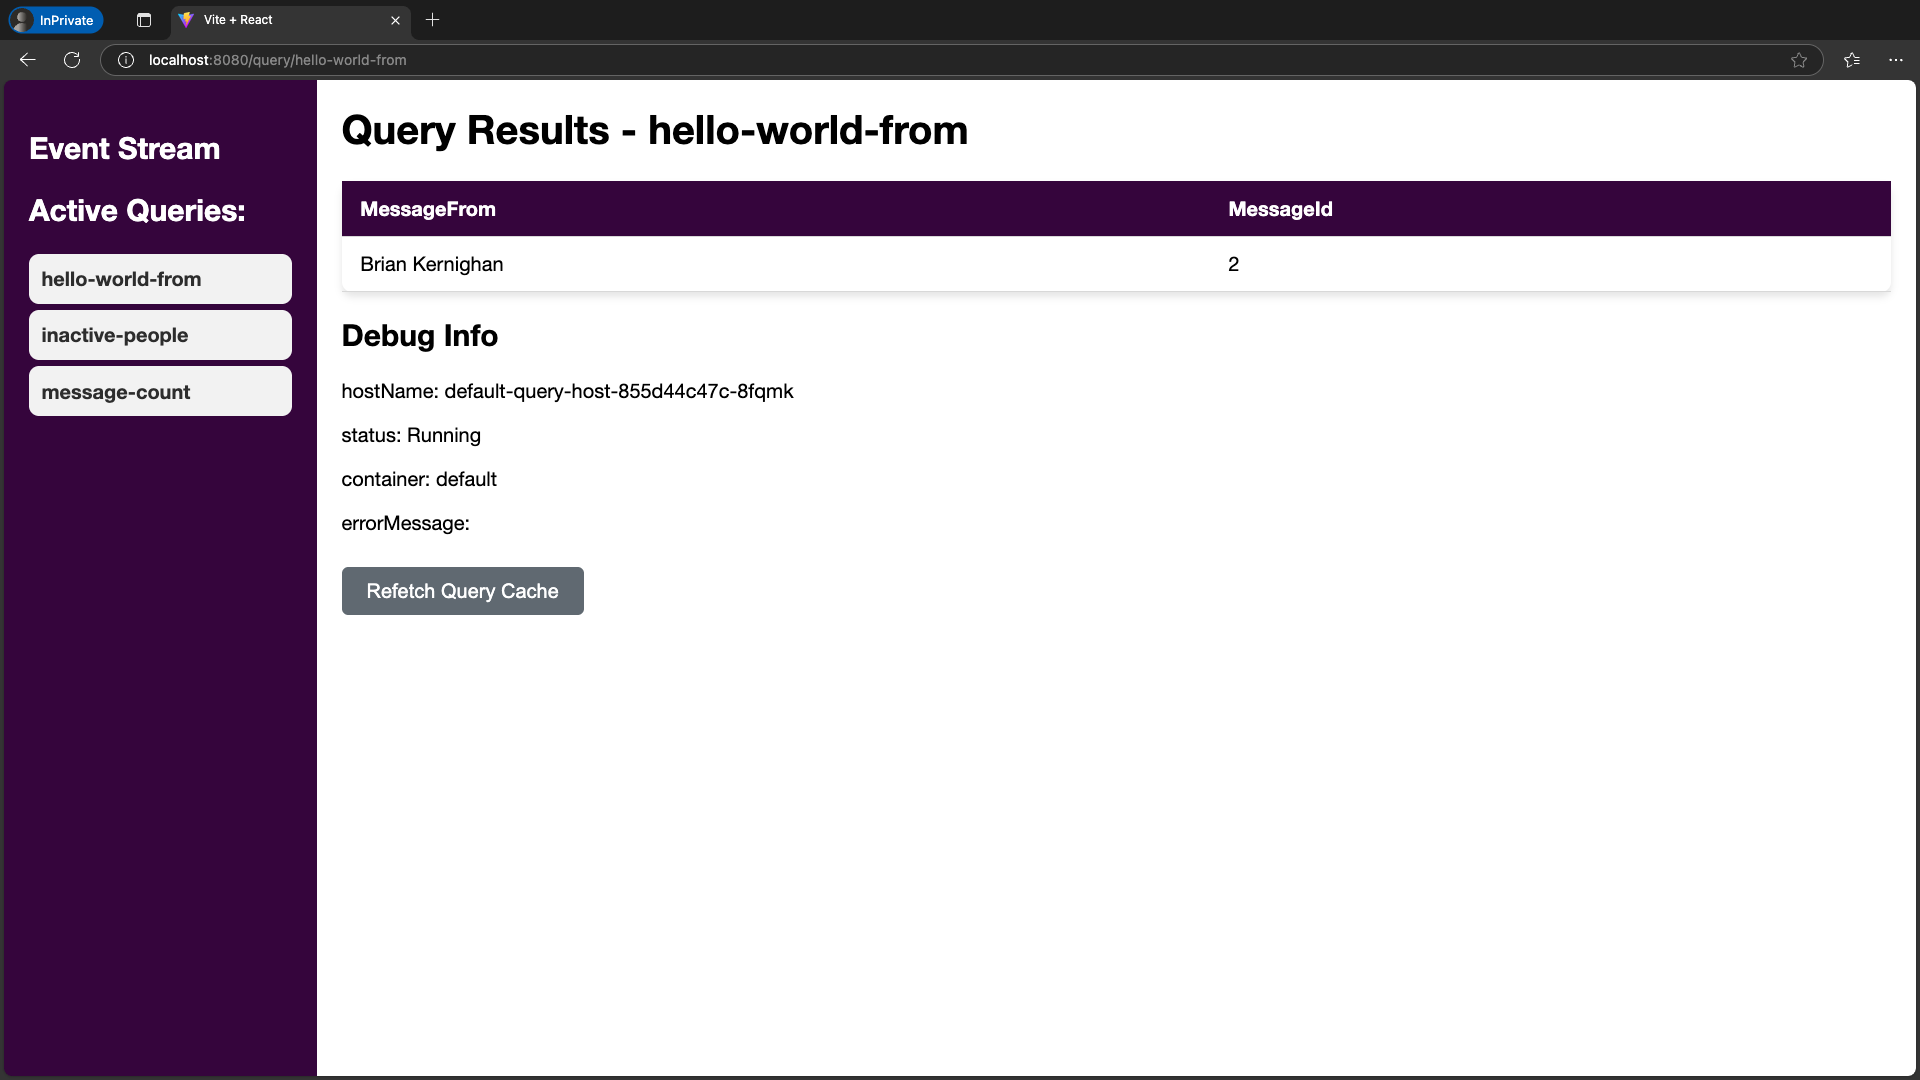 InPrivate
Vite + React
localhost:8080/query/hello-world-from
Event Stream
Active Queries:
hello-world-from
inactive-people
message-count
Query Results - hello-world-from
MessageFrom MessageId
Brian Kernighan 2
Debug Info
hostName: default-query-host-855d44c47c-8fqmk
status: Running
container: default
errorMessage:
Refetch Query Cache